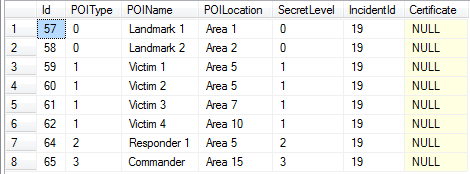 Id POIType POIName POILocation SecretLevel IncidentId Certificate
1 57 0 Landmark 1 Area 1 0 19 NULL
2 58 0 Landmark 2 Area 2 0 19 NULL
3 59 1 Victim 1 Area 5 1 19 NULL
4 60 1 Victim 2 Area 5 1 19 NULL
5 61 1 Victim 3 Area 7 1 19 NULL
6 62 1 Victim 4 Area 10 1 19 NULL
7 64 2 Responder 1 Area 5 2 19 NULL
8 65 3 Commander Area 15 3 19 NULL